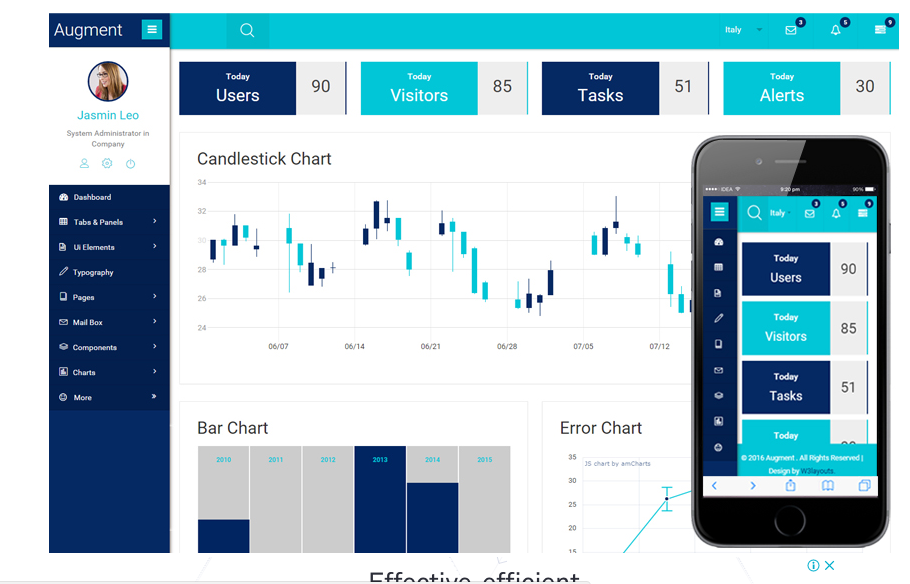 Augment
Italy
3
5
9
Jasmin Leo
System Administrator in
Company
Dashboard
Tabs & Panels
Ui Elements
Typography
Pages
Mail Box
Components
Charts
More
Today
Users
90
Today
Visitors
85
Today
Tasks
51
Today
Alerts
30
Candlestick Chart
34
32
30
28
26
24
06/07
06/14
06/21
06/28
07/05
07/12
Bar Chart
2010
2011
2012
2013
2014
2015
Error Chart
JS chart by amCharts
35
30
25
20
15
IDEA
9:20 pm
90%
Italy
3
5
9
Today
Users
90
Today
Visitors
85
Today
Tasks
51
Today
© 2016 Augment . All Rights Reserved |
Design by W3layouts.
Effective, efficient